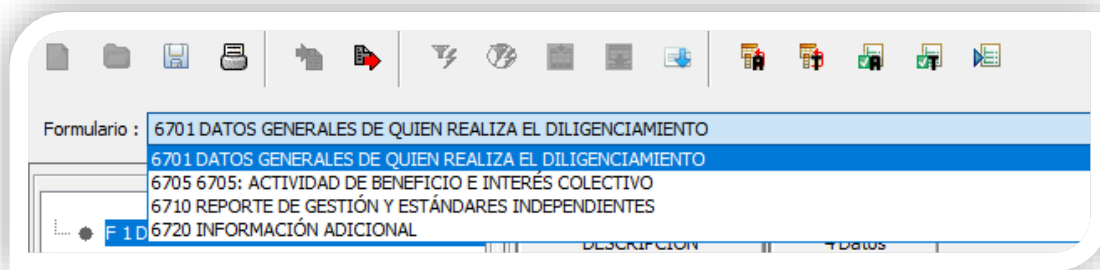 Formulario : 6701 DATOS GENERALES DE QUIEN REALIZA EL DILIGENCIAMIENTO
6701 DATOS GENERALES DE QUIEN REALIZA EL DILIGENCIAMIENTO
6705 6705: ACTIVIDAD DE BENEFICIO E INTERÉS COLECTIVO
6710 REPORTE DE GESTIÓN Y ESTÁNDARES INDEPENDIENTES
6720 INFORMACIÓN ADICIONAL
F 1 D
DESCRIPCIÓN
4 Datos